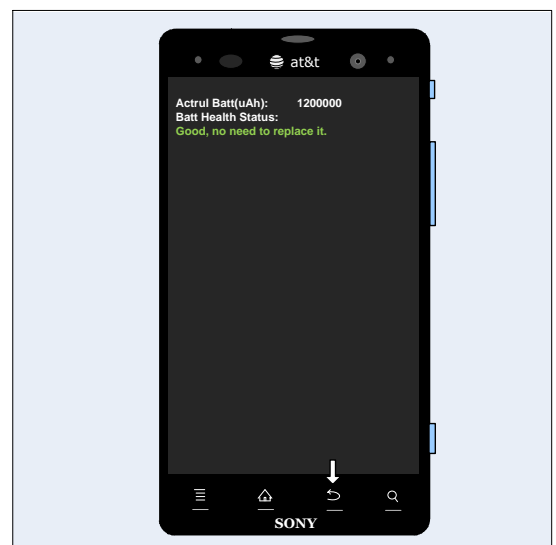 at&t
Actrul Batt(uAh): 1200000
Batt Health Status:
Good, no need to replace it.
SONY